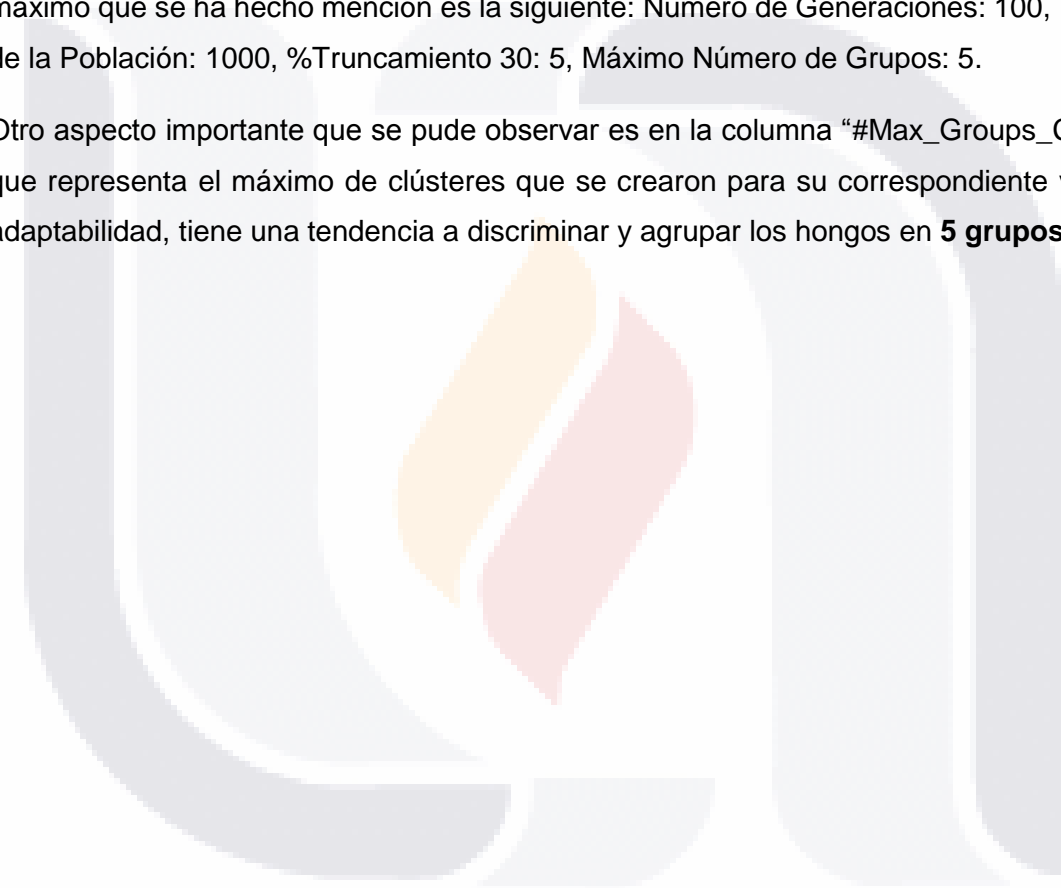 máximo que se ha hecho mención es la siguiente: Número de Generaciones: 100,
de la Población: 1000, %Truncamiento 30: 5, Máximo Número de Grupos: 5.
Otro aspecto importante que se pude observar es en la columna “#Max_Groups_
que representa el máximo de clústeres que se crearon para su correspondiente
adaptabilidad, tiene una tendencia a discriminar y agrupar los hongos en 5 grupos